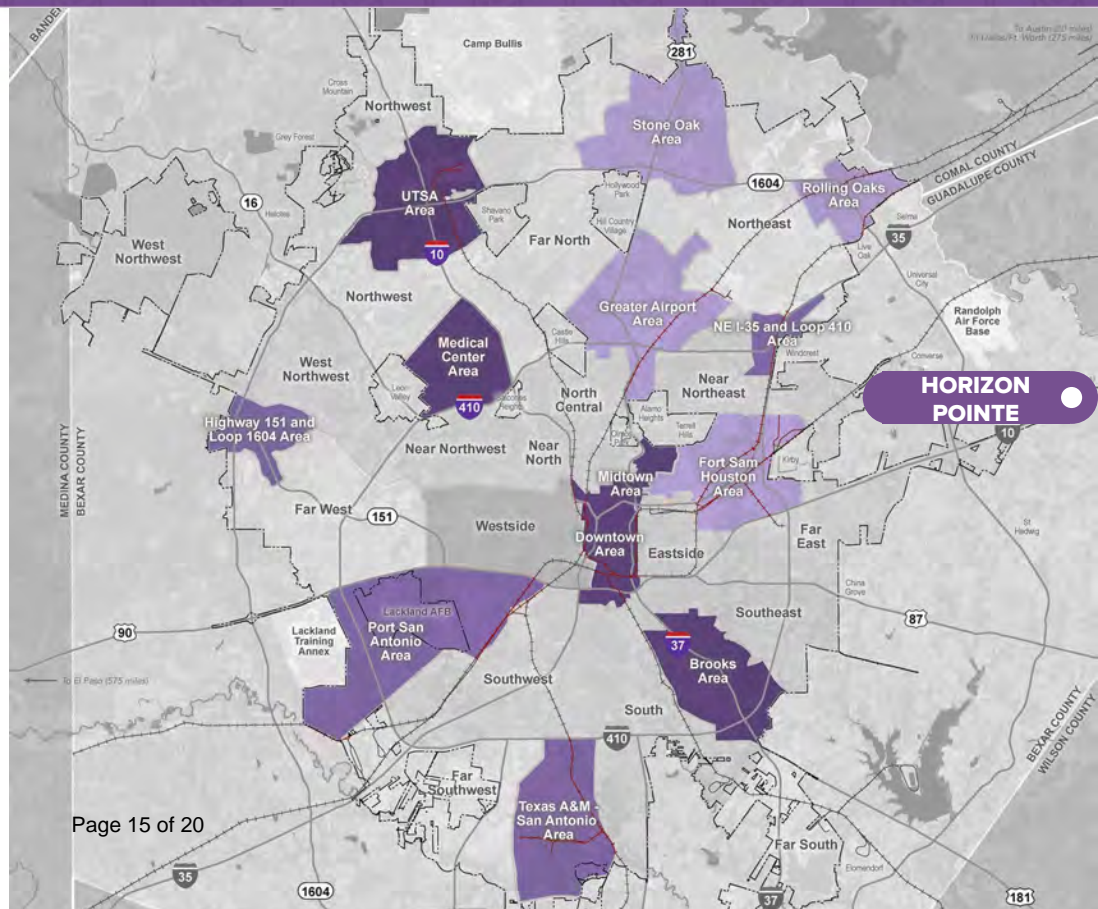 To Austin (80 miles)
Camp Bullis
281
Cross
Mountain
Northwest
Grey Forest
Stone Oak
Area
COMAL COUNTY
GUADALUPE COUNTY
1604
Rolling Oaks
Area
UTSA
Area
Hollywood
Park
16
Helotes
Shavano
Park
Hill Country
Village
Northeast
Selma
35
West
Northwest
Far North
Live
Oak
10
Universal
City
Northwest
Greater Airport
Area
Randolph
Air Force
Base
NE I-35 and Loop 410
Area
Medical
Center
Area
Castle
Hills
Windcrest
West
Northwest
Converse
Near
Northeast
Leon
Valley
North
Central
HORIZON
POINTE
410
Alamo
Heights
Terrell
Hills
Highway 151 and
Loop 1604 Area
10
Near Northwest
Near
North
Kirby
Midtown
Area
Fort Sam
Houston
Area
MEDINA COUNTY
BEXAR COUNTY
Far West
151
Westside
Far
East
St
Hedwig
Downtown
Area
Eastside
China
Grove
Lackland AFB
Southeast
87
90
Lackland
Training
Annex
Port San
Antonio
Area
37
Brooks
Area
To El Paso (575 miles)
Southwest
South
BEXAR COUNTY
WILSON COUNTY
410
Far
Southwest
Texas A&M -
San Antonio
Area
Page 15 of 20
Far South
Elmendorf
35
1604
37
181